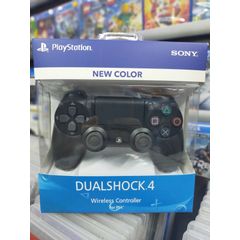 PlayStation
SONY
NEW COLOR
DUALSHOCK 4
Wireless Controller